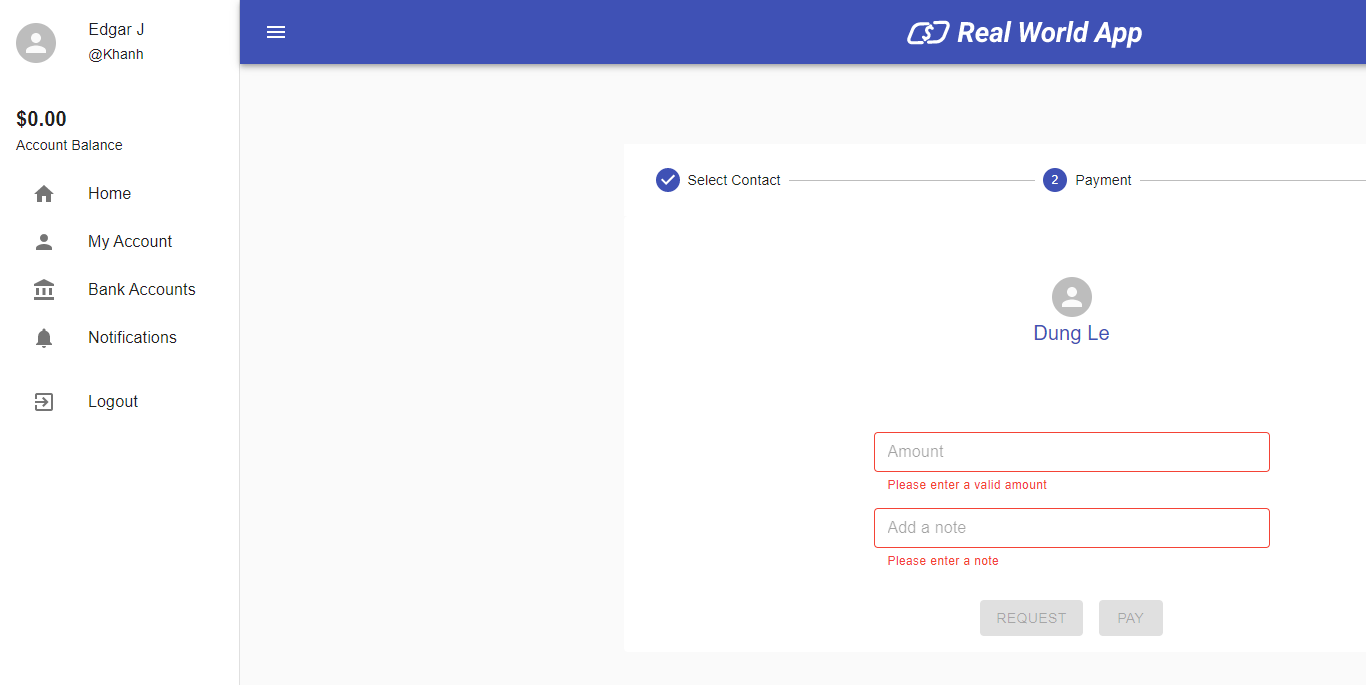 Edgar J
@Khanh
$0.00
Account Balance
Home
My Account
Bank Accounts
Notifications
Logout
Real World App
Select Contact
2 Payment
Dung Le
Amount
Please enter a valid amount
Add a note
Please enter a note
REQUEST PAY